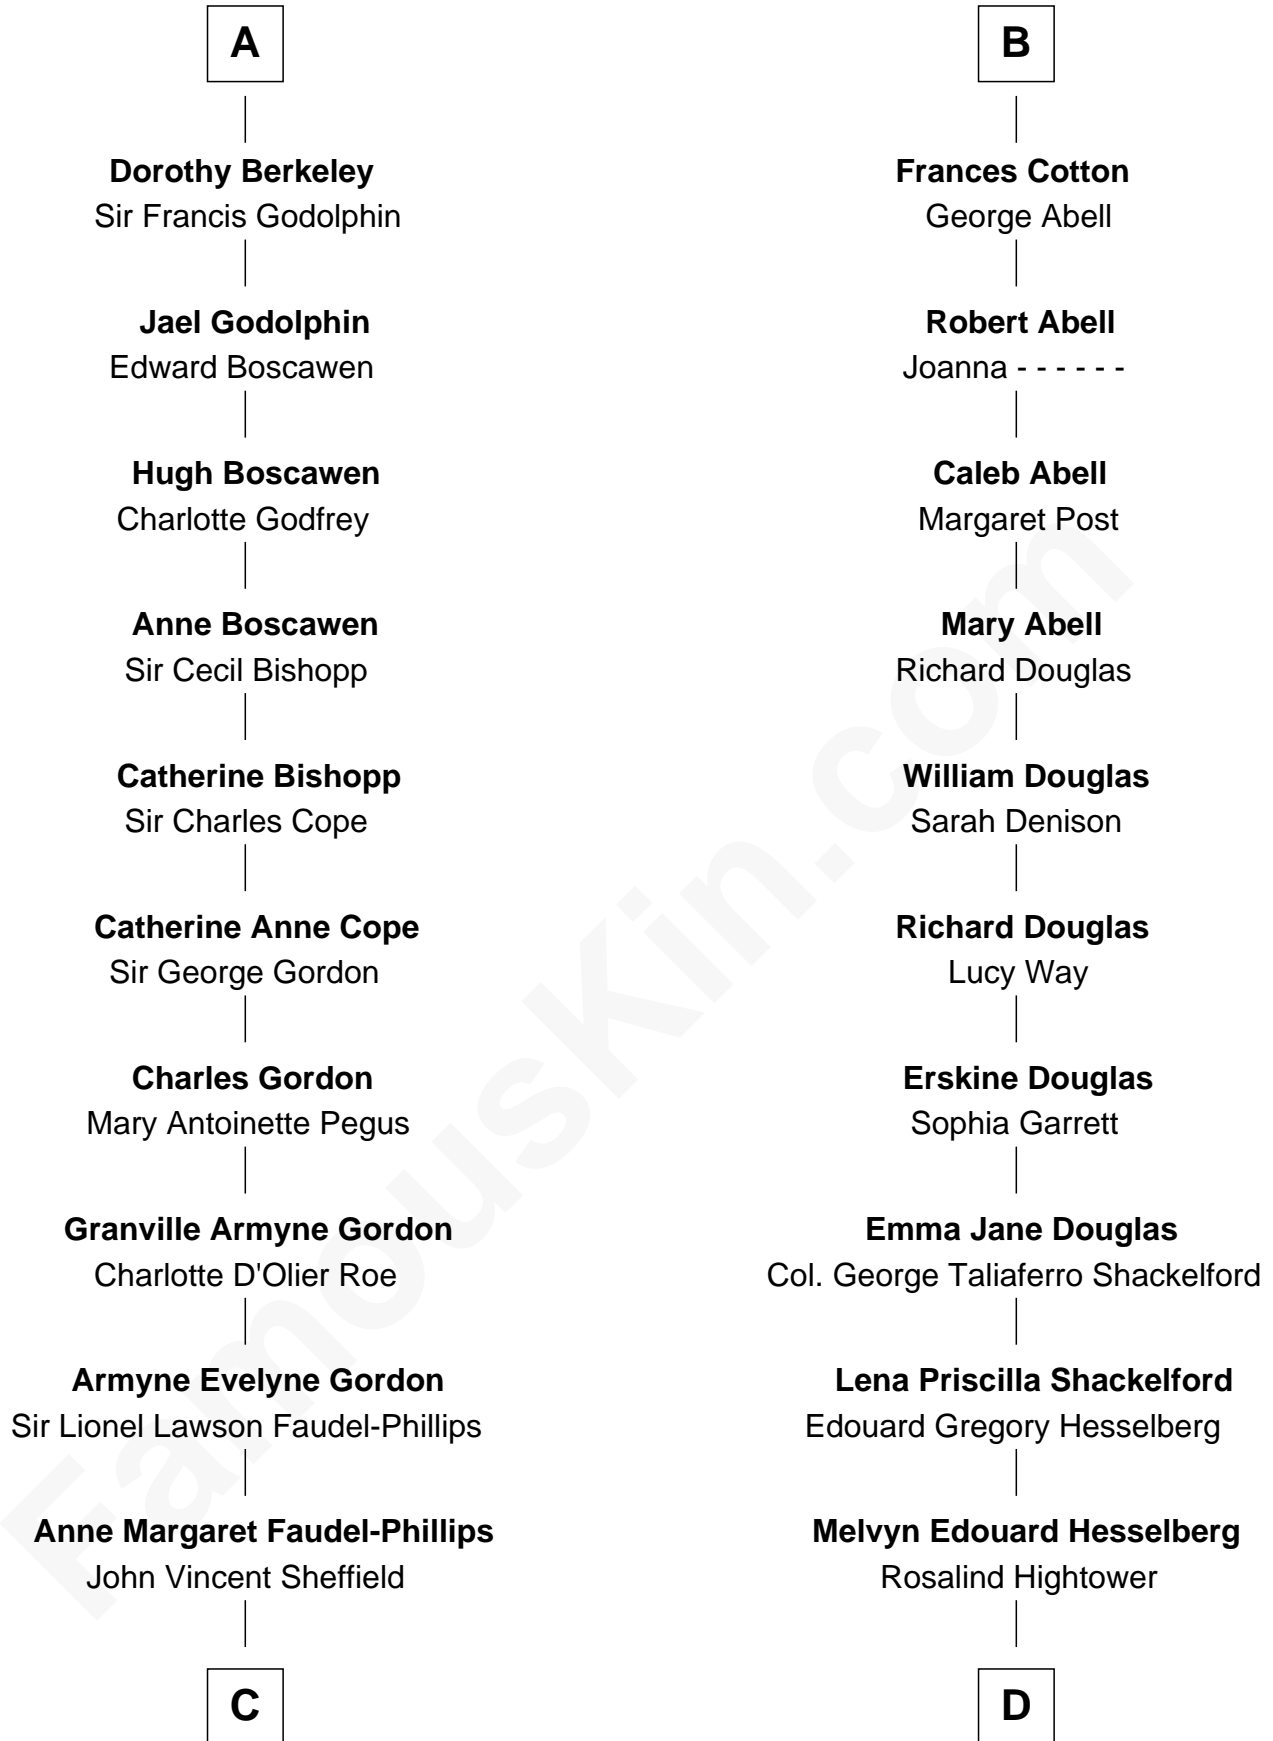 A
Dorothy Berkeley
Sir Francis Godolphin
Jael Godolphin
Edward Boscawen
Hugh Boscawen
Charlotte Godfrey
Anne Boscawen
Sir Cecil Bishopp
Catherine Bishopp
Sir Charles Cope
Catherine Anne Cope
Sir George Gordon
Charles Gordon
Mary Antoinette Pegus
Granville Armyne Gordon
Charlotte D'Olier Roe
Armyne Evelyne Gordon
Sir Lionel Lawson Faudel-Phillips
Anne Margaret Faudel-Phillips
John Vincent Sheffield
C
B
Frances Cotton
George Abell
Robert Abell
Joanna - - - - - -
Caleb Abell
Margaret Post
Mary Abell
Richard Douglas
William Douglas
Sarah Denison
Richard Douglas
Lucy Way
Erskine Douglas
Sophia Garrett
Emma Jane Douglas
Col. George Taliaferro Shackelford
Lena Priscilla Shackelford
Edouard Gregory Hesselberg
Melvyn Edouard Hesselberg
Rosalind Hightower
D
FamousKin.com